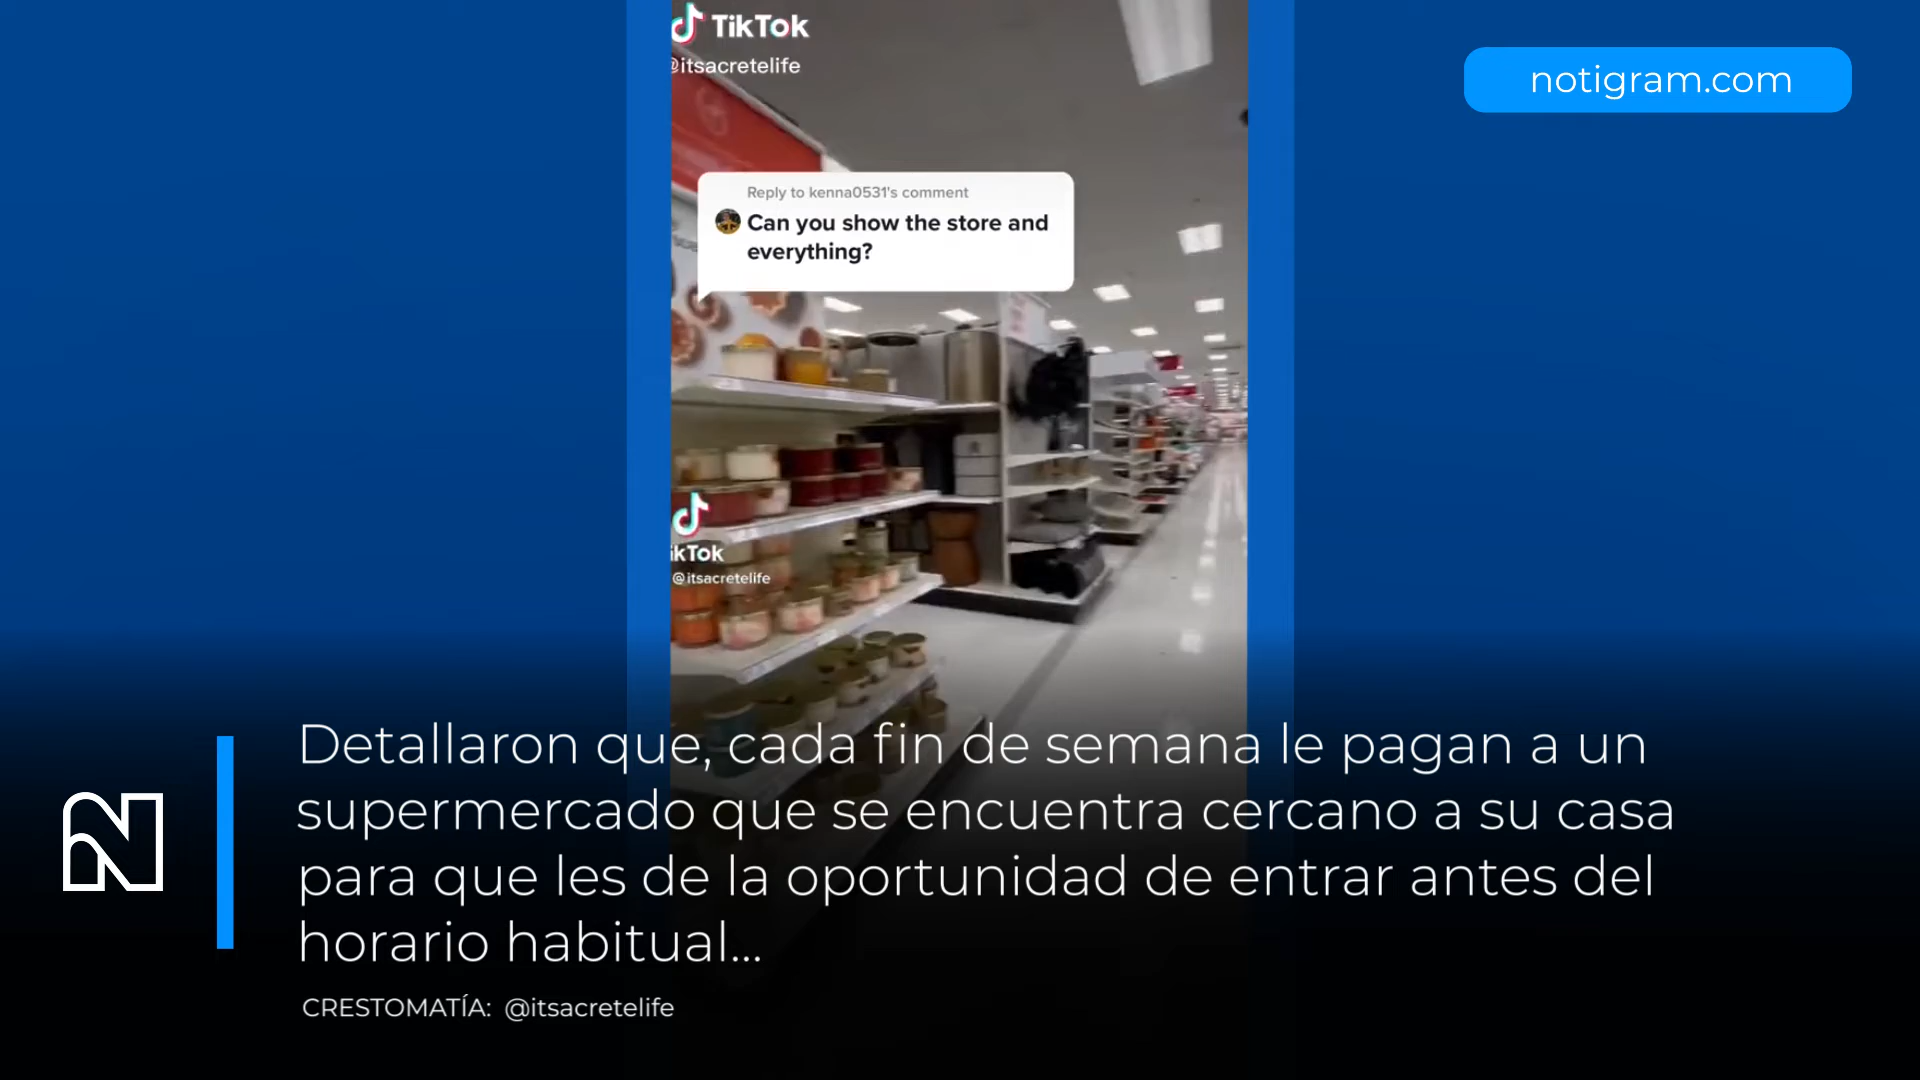 TikTok
@itsacretelife
notigram.com
Reply to kenna0531's comment
Can you show the store and
everything?
kTok
@itsacretelife
Detallaron que, cada fin de semana le pagan a un
supermercado que se encuentra cercano a su casa
para que les de la oportunidad de entrar antes del
horario habitual...
CRESTOMATÍA: @itsacretelife